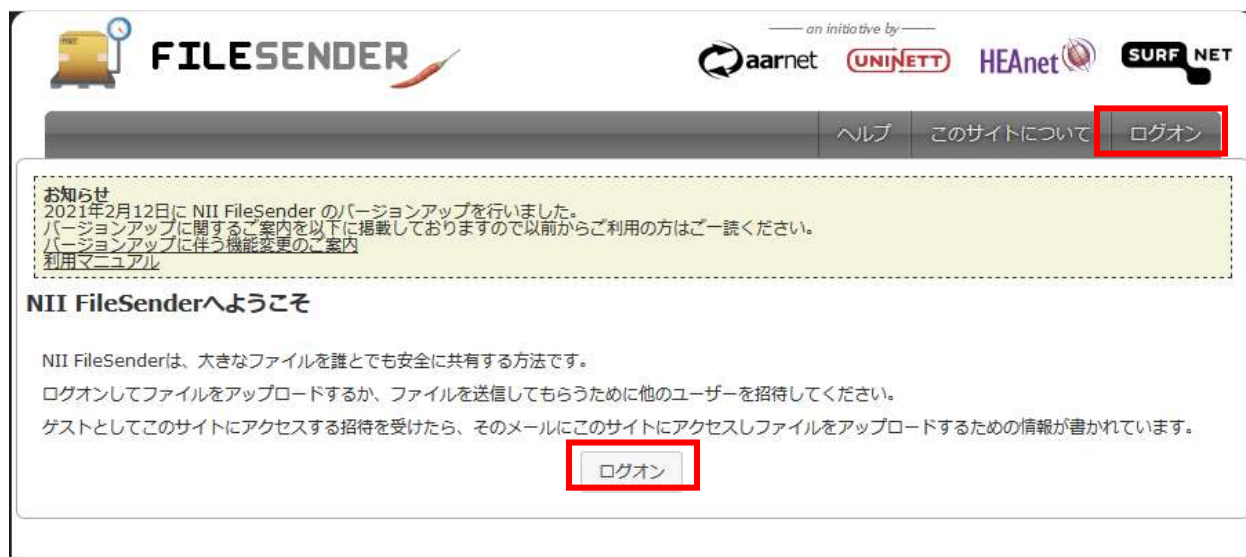 FILESENDER
an initiative by
aarnet
UNINETT
HEAnet
SURF NET
ヘルプ
このサイトについて
ログオン
お知らせ
2021年2月12日に NII FileSender のバージョンアップを行いました。
バージョンアップに関するご案内を以下に掲載しておりますので以前からご利用の方はご一読ください。
バージョンアップに伴う機能変更のご案内
利用マニュアル
NII FileSenderへようこそ
NII FileSenderは、大きなファイルを誰とでも安全に共有する方法です。
ログオンしてファイルをアップロードするか、ファイルを送信してもらうために他のユーザーを招待してください。
ゲストとしてこのサイトにアクセスする招待を受けたら、そのメールにこのサイトにアクセスしファイルをアップロードするための情報が書かれています。
ログオン